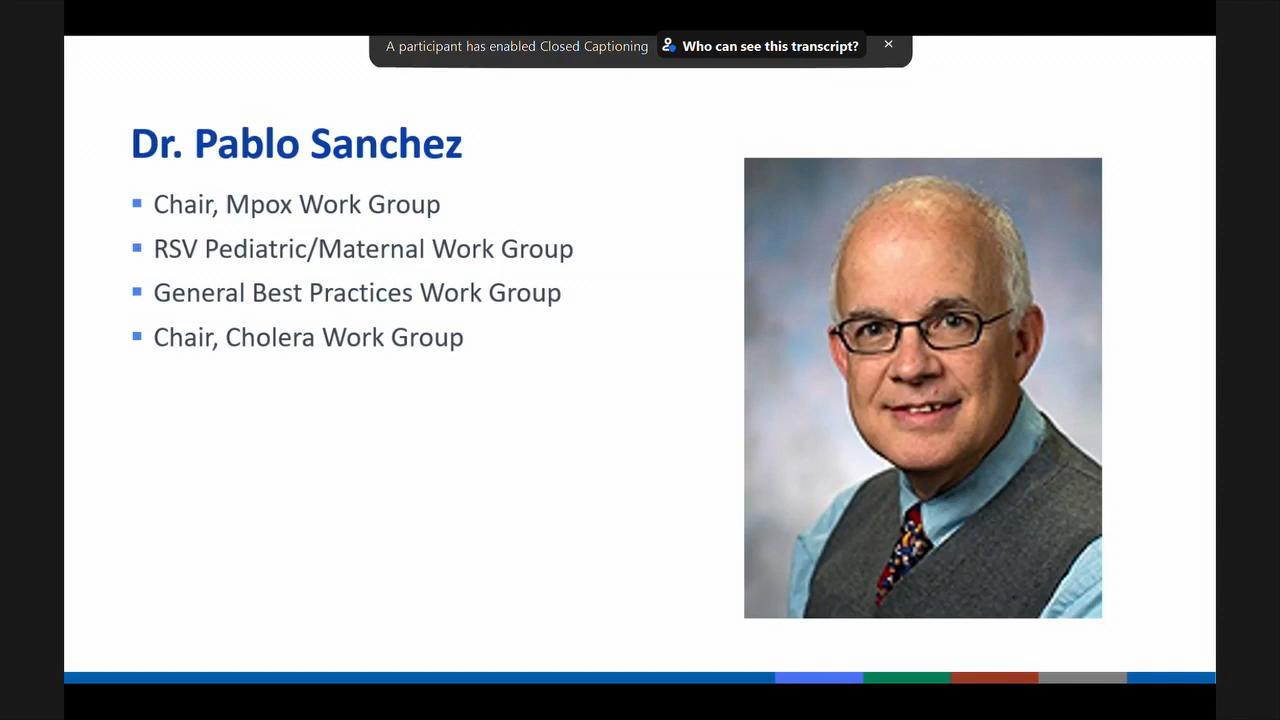 A participant has enabled Closed Captioning Who can see this transcript?
Dr. Pablo Sanchez
Chair, Mpox Work Group
RSV Pediatric/Maternal Work Group
General Best Practices Work Group
Chair, Cholera Work Group